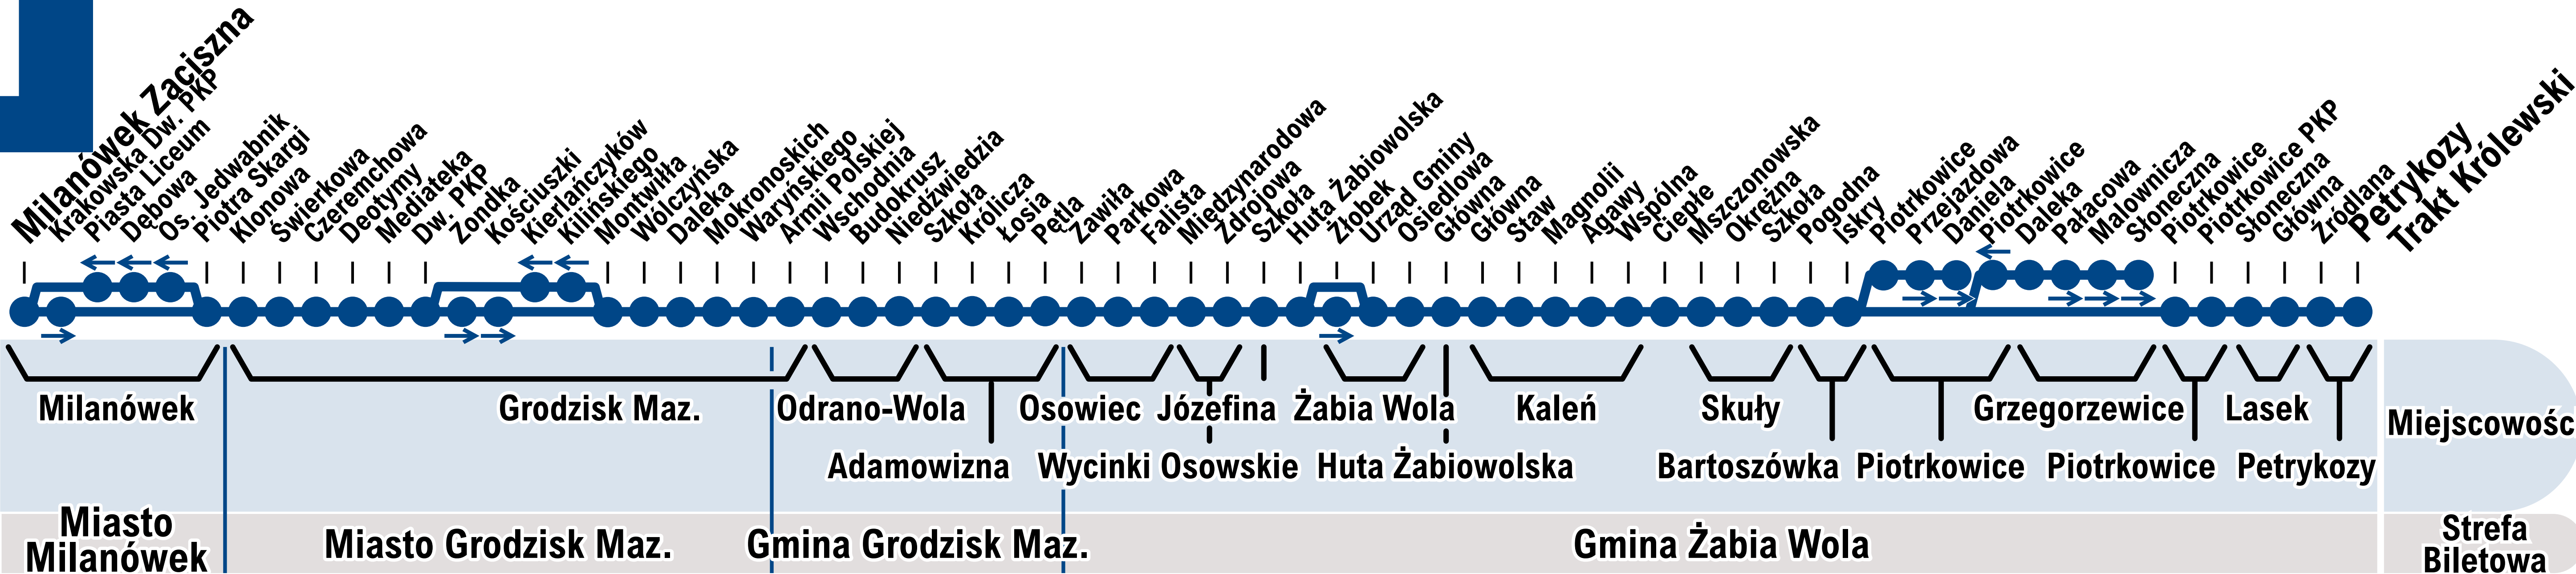 Milanówek Zaciszna
Krakowska Dw. PKP
Piasta Liceum
Dębowa
Os. Jedwabnik
Piotra Skargi
Klonowa
Świerkowa
Czeremchowa
Deotymy
Mediateka
Dw. PKP
Żondka
Kościuszki
Kierlańczyków
Kilińskiego
Montwiłła
Wólczyńska
Daleka
Mokronoskich
Waryńskiego
Armii Polskiej
Wschodnia
Budokrusz
Niedźwiedzia
Szkoła
Królicza
Łosia
Pętla
Zawiła
Parkowa
Falista
Międzynarodowa
Zdrojowa
Szkoła
Huta Żabiowolska
Żłobek
Urząd Gminy
Osiedlowa
Główna
Główna
Staw
Magnolii
Agawy
Wspólna
Ciepłe
Mszczonowska
Okrężna
Szkoła
Pogodna
Iskry
Piotrkowice
Przejazdowa
Daniela
Piotrkowice
Daleka
Pałacowa
Malownicza
Słoneczna
Piotrkowice
Piotrkowice PKP
Słoneczna
Główna
Źródlana
Petrykozy
Trakt Królewski
Milanówek
Grodzisk Maz.
Odrano-Wola
Osowiec
Józefina
Żabia Wola
Kaleń
Skuły
Grzegorzewice
Lasek
Miejscowość
Adamowizna
Wycinki Osowskie
Huta Żabiowolska
Bartoszówka
Piotrkowice
Piotrkowice
Petrykozy
Miasto
Milanówek
Miasto Grodzisk Maz.
Gmina Grodzisk Maz.
Gmina Żabia Wola
Strefa
Biletowa